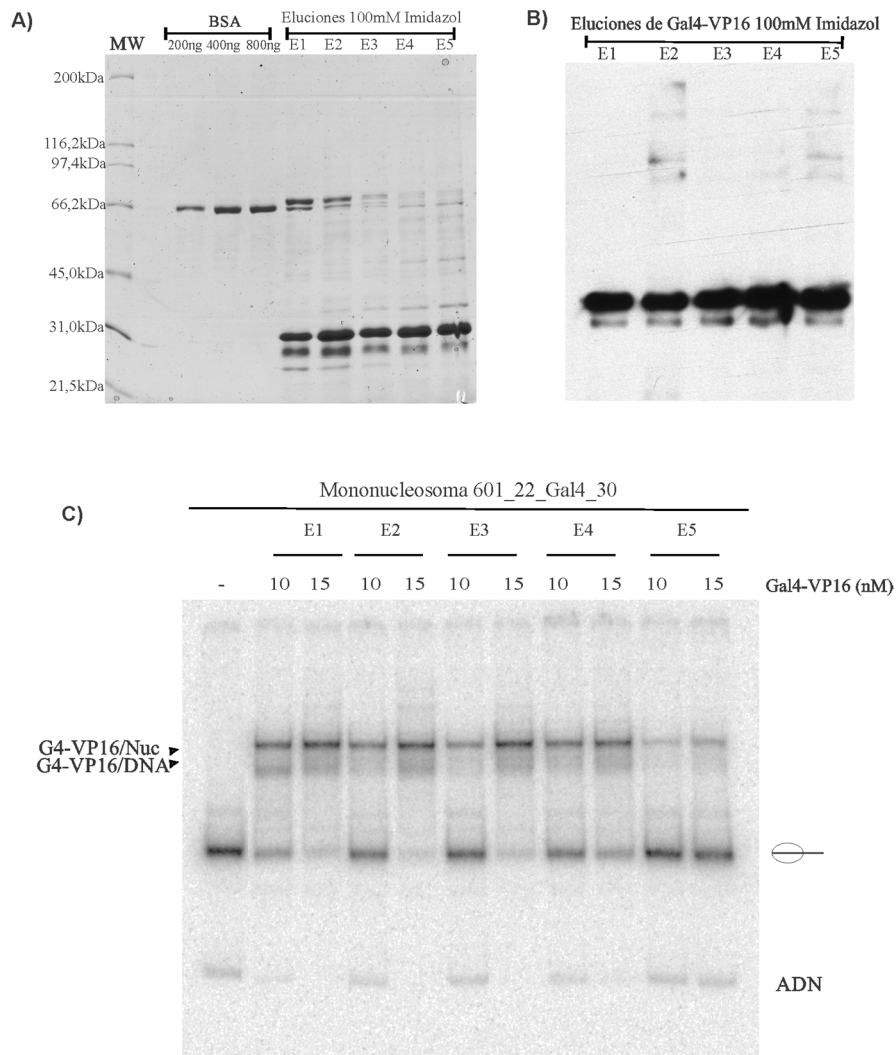 A)
BSA
Eluciones 100mM Imidazol
MW
200ng 400ng 800ng
E1 E2 E3 E4 E5
200kDa
116,2kDa
97,4kDa
66,2kDa
45,0kDa
31,0kDa
21,5kDa
B)
Eluciones de Gal4-VP16 100mM Imidazol
E1 E2 E3 E4 E5
C)
Mononucleosoma 601_22_Gal4_30
E1 E2 E3 E4 E5
- 10 15 10 15 10 15 10 15 10 15 Gal4-VP16 (nM)
G4-VP16/Nuc
G4-VP16/DNA
ADN